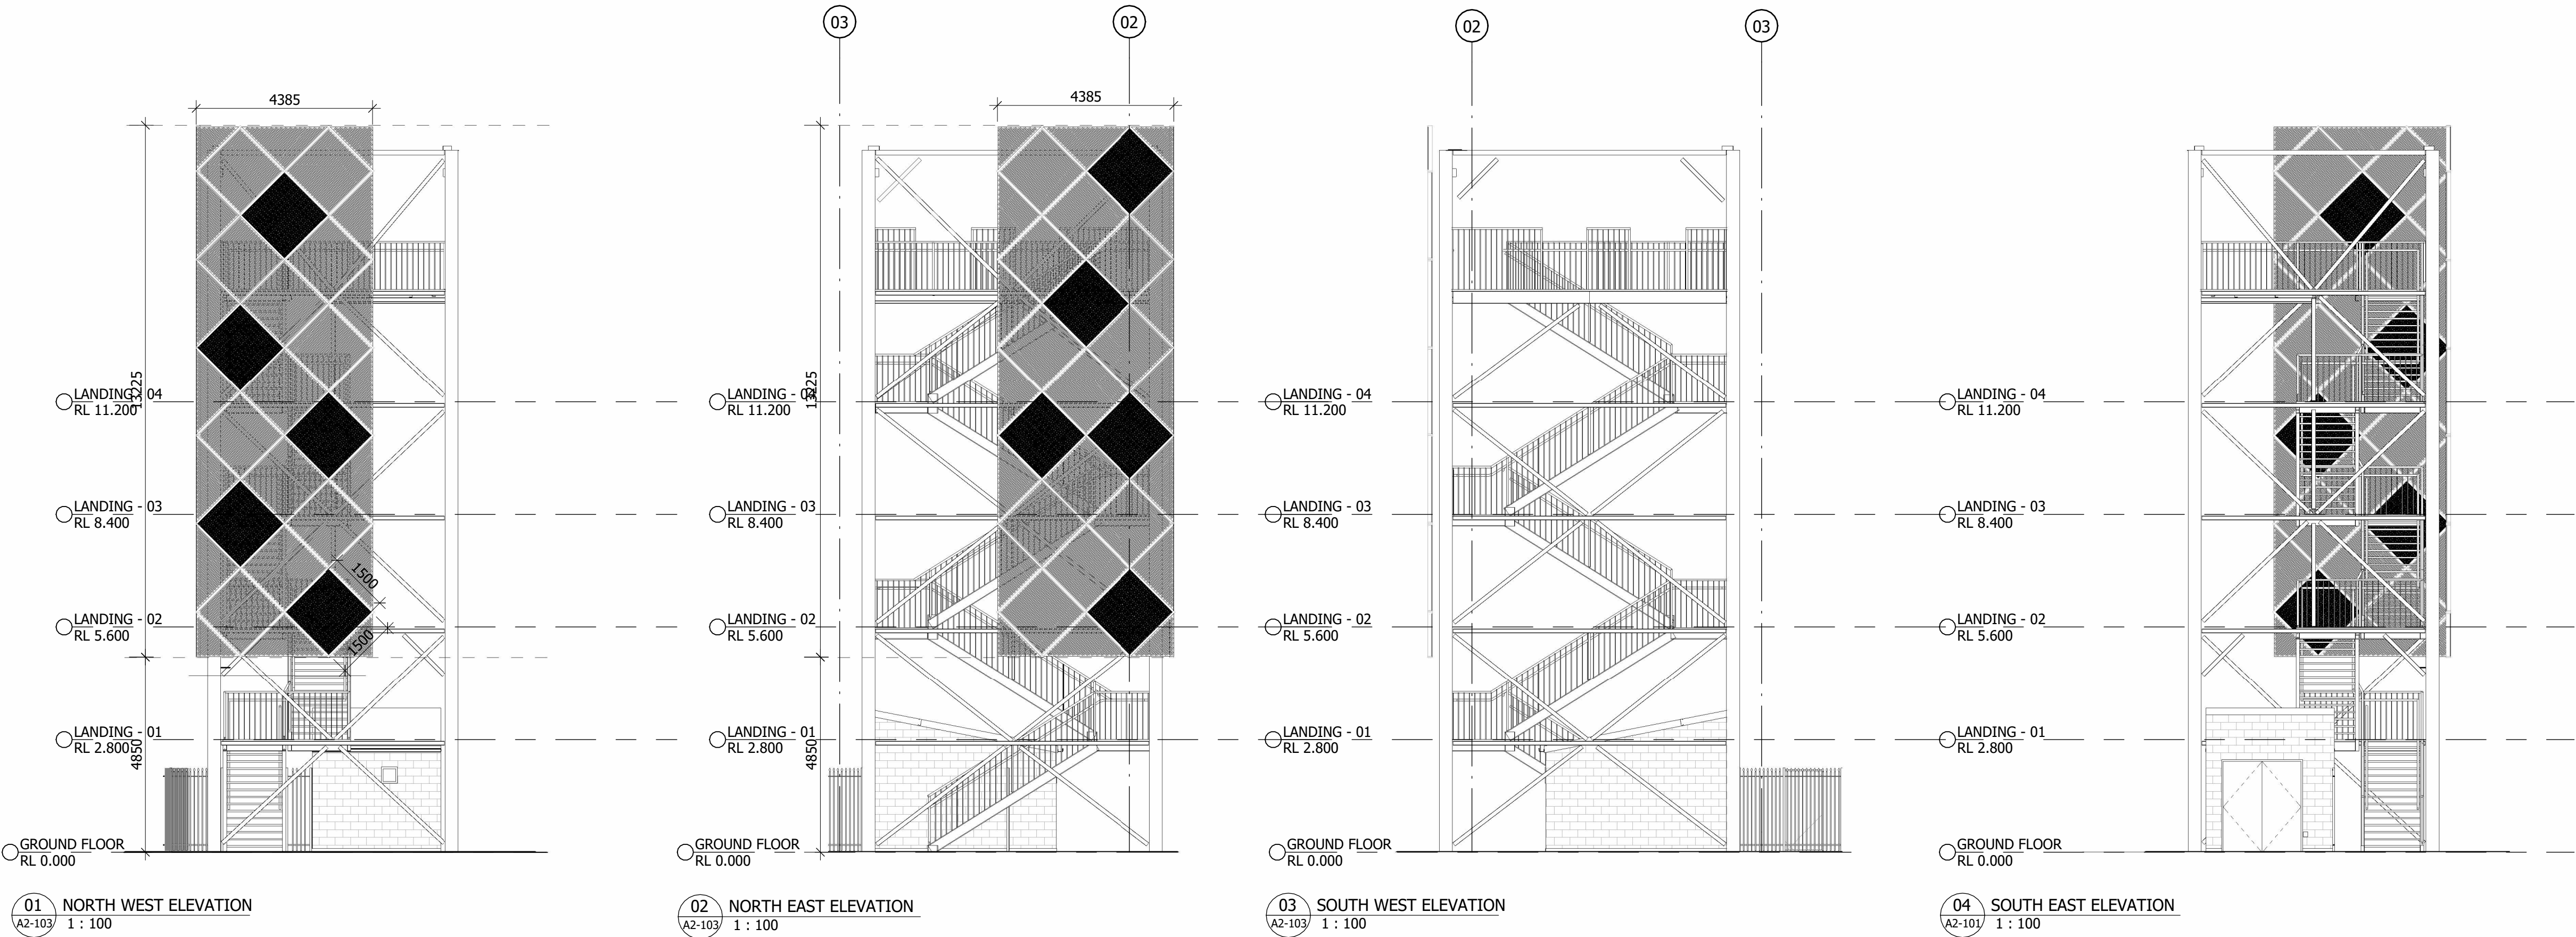 03
02
02
03
4385
4385
13225
LANDING - 04
RL 11.200
LANDING - 03
RL 8.400
LANDING - 02
RL 5.600
1500
1500
LANDING - 01
RL 2.800
4850
GROUND FLOOR
RL 0.000
01
A2-103
NORTH WEST ELEVATION
1 : 100
13225
LANDING - 04
RL 11.200
LANDING - 03
RL 8.400
LANDING - 02
RL 5.600
LANDING - 01
RL 2.800
4850
GROUND FLOOR
RL 0.000
02
A2-103
NORTH EAST ELEVATION
1 : 100
LANDING - 04
RL 11.200
LANDING - 03
RL 8.400
LANDING - 02
RL 5.600
LANDING - 01
RL 2.800
GROUND FLOOR
RL 0.000
03
A2-103
SOUTH WEST ELEVATION
1 : 100
LANDING - 04
RL 11.200
LANDING - 03
RL 8.400
LANDING - 02
RL 5.600
LANDING - 01
RL 2.800
GROUND FLOOR
RL 0.000
04
A2-101
SOUTH EAST ELEVATION
1 : 100